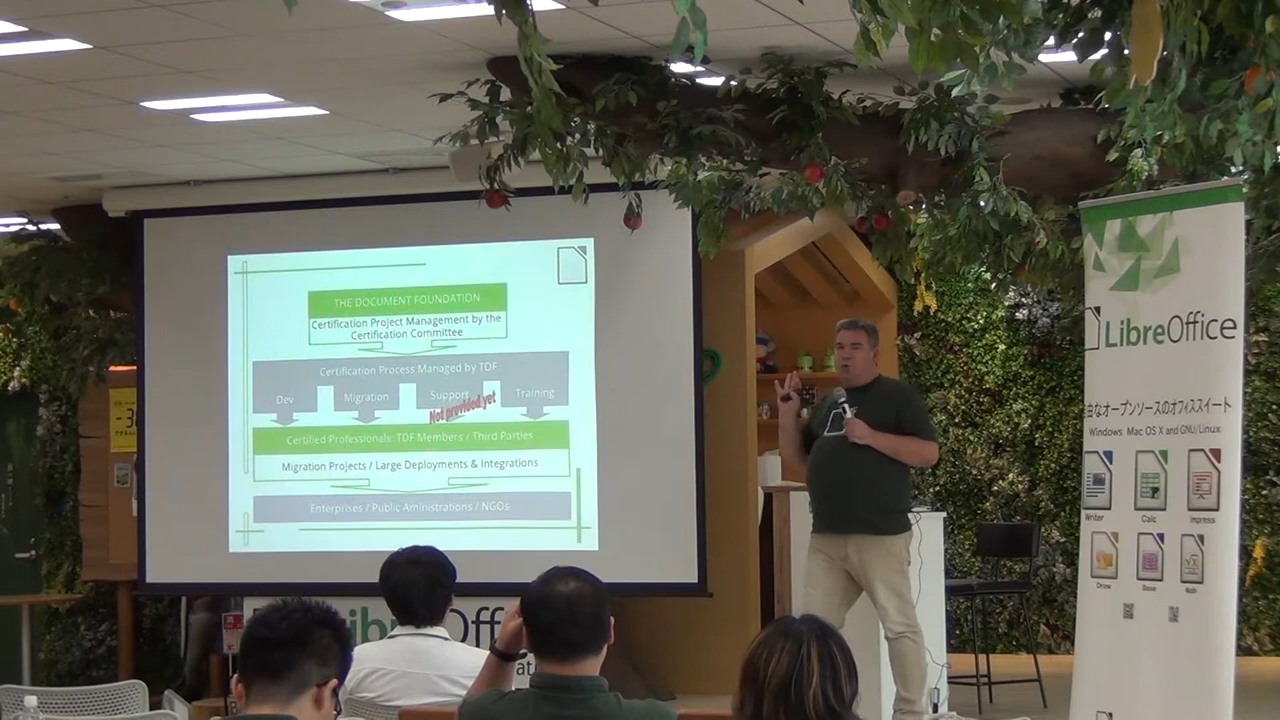 THE DOCUMENT FOUNDATION
Certification Project Management by the
Certification Committee
Certification Process Managed by TDF
Dev
Migration
Support
Training
Not provided yet
Certified Professionals: TDF Members / Third Parties
Migration Projects / Large Deployments & Integrations
Enterprises / Public Aministrations / NGOs
LibreOffice
由なオープンソースのオフィススイート
Windows Mac OS X and GNU/Linux
Writer
Calc
Impress
Draw
Base
Math